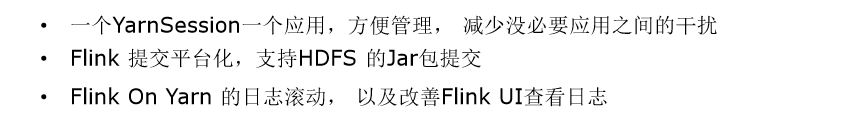 • 一个YarnSession一个应用，方便管理， 减少没必要应用之间的干扰
• Flink 提交平台化，支持HDFS 的Jar包提交
• Flink On Yarn 的日志滚动， 以及改善Flink UI查看日志